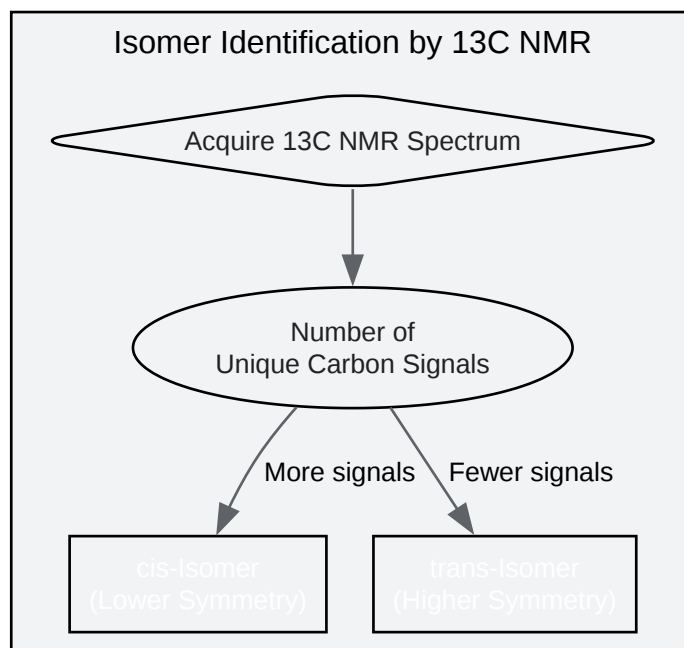 Isomer Identification by 13C NMR
Acquire 13C NMR Spectrum
Number of
Unique Carbon Signals
More signals
Fewer signals
cis-Isomer
(Lower Symmetry)
trans-Isomer
(Higher Symmetry)